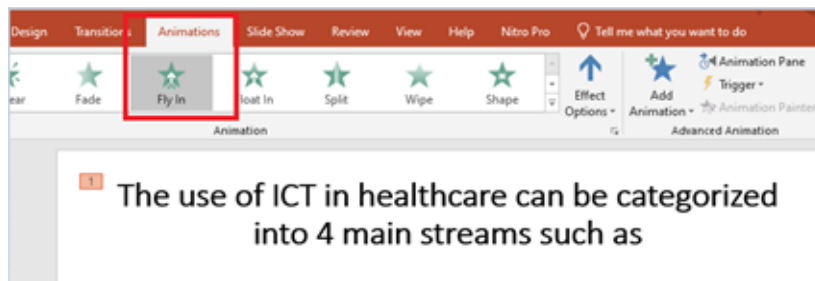 Design Transitions Animations Slide Show Review View Help Nitro Pro Tell me what you want to do
ear Fade Fly In loat In Split Wipe Shape Effect Options Add Animation Animation Pane
Trigger
Animation Painter
Animation Advanced Animation
1
The use of ICT in healthcare can be categorized
into 4 main streams such as